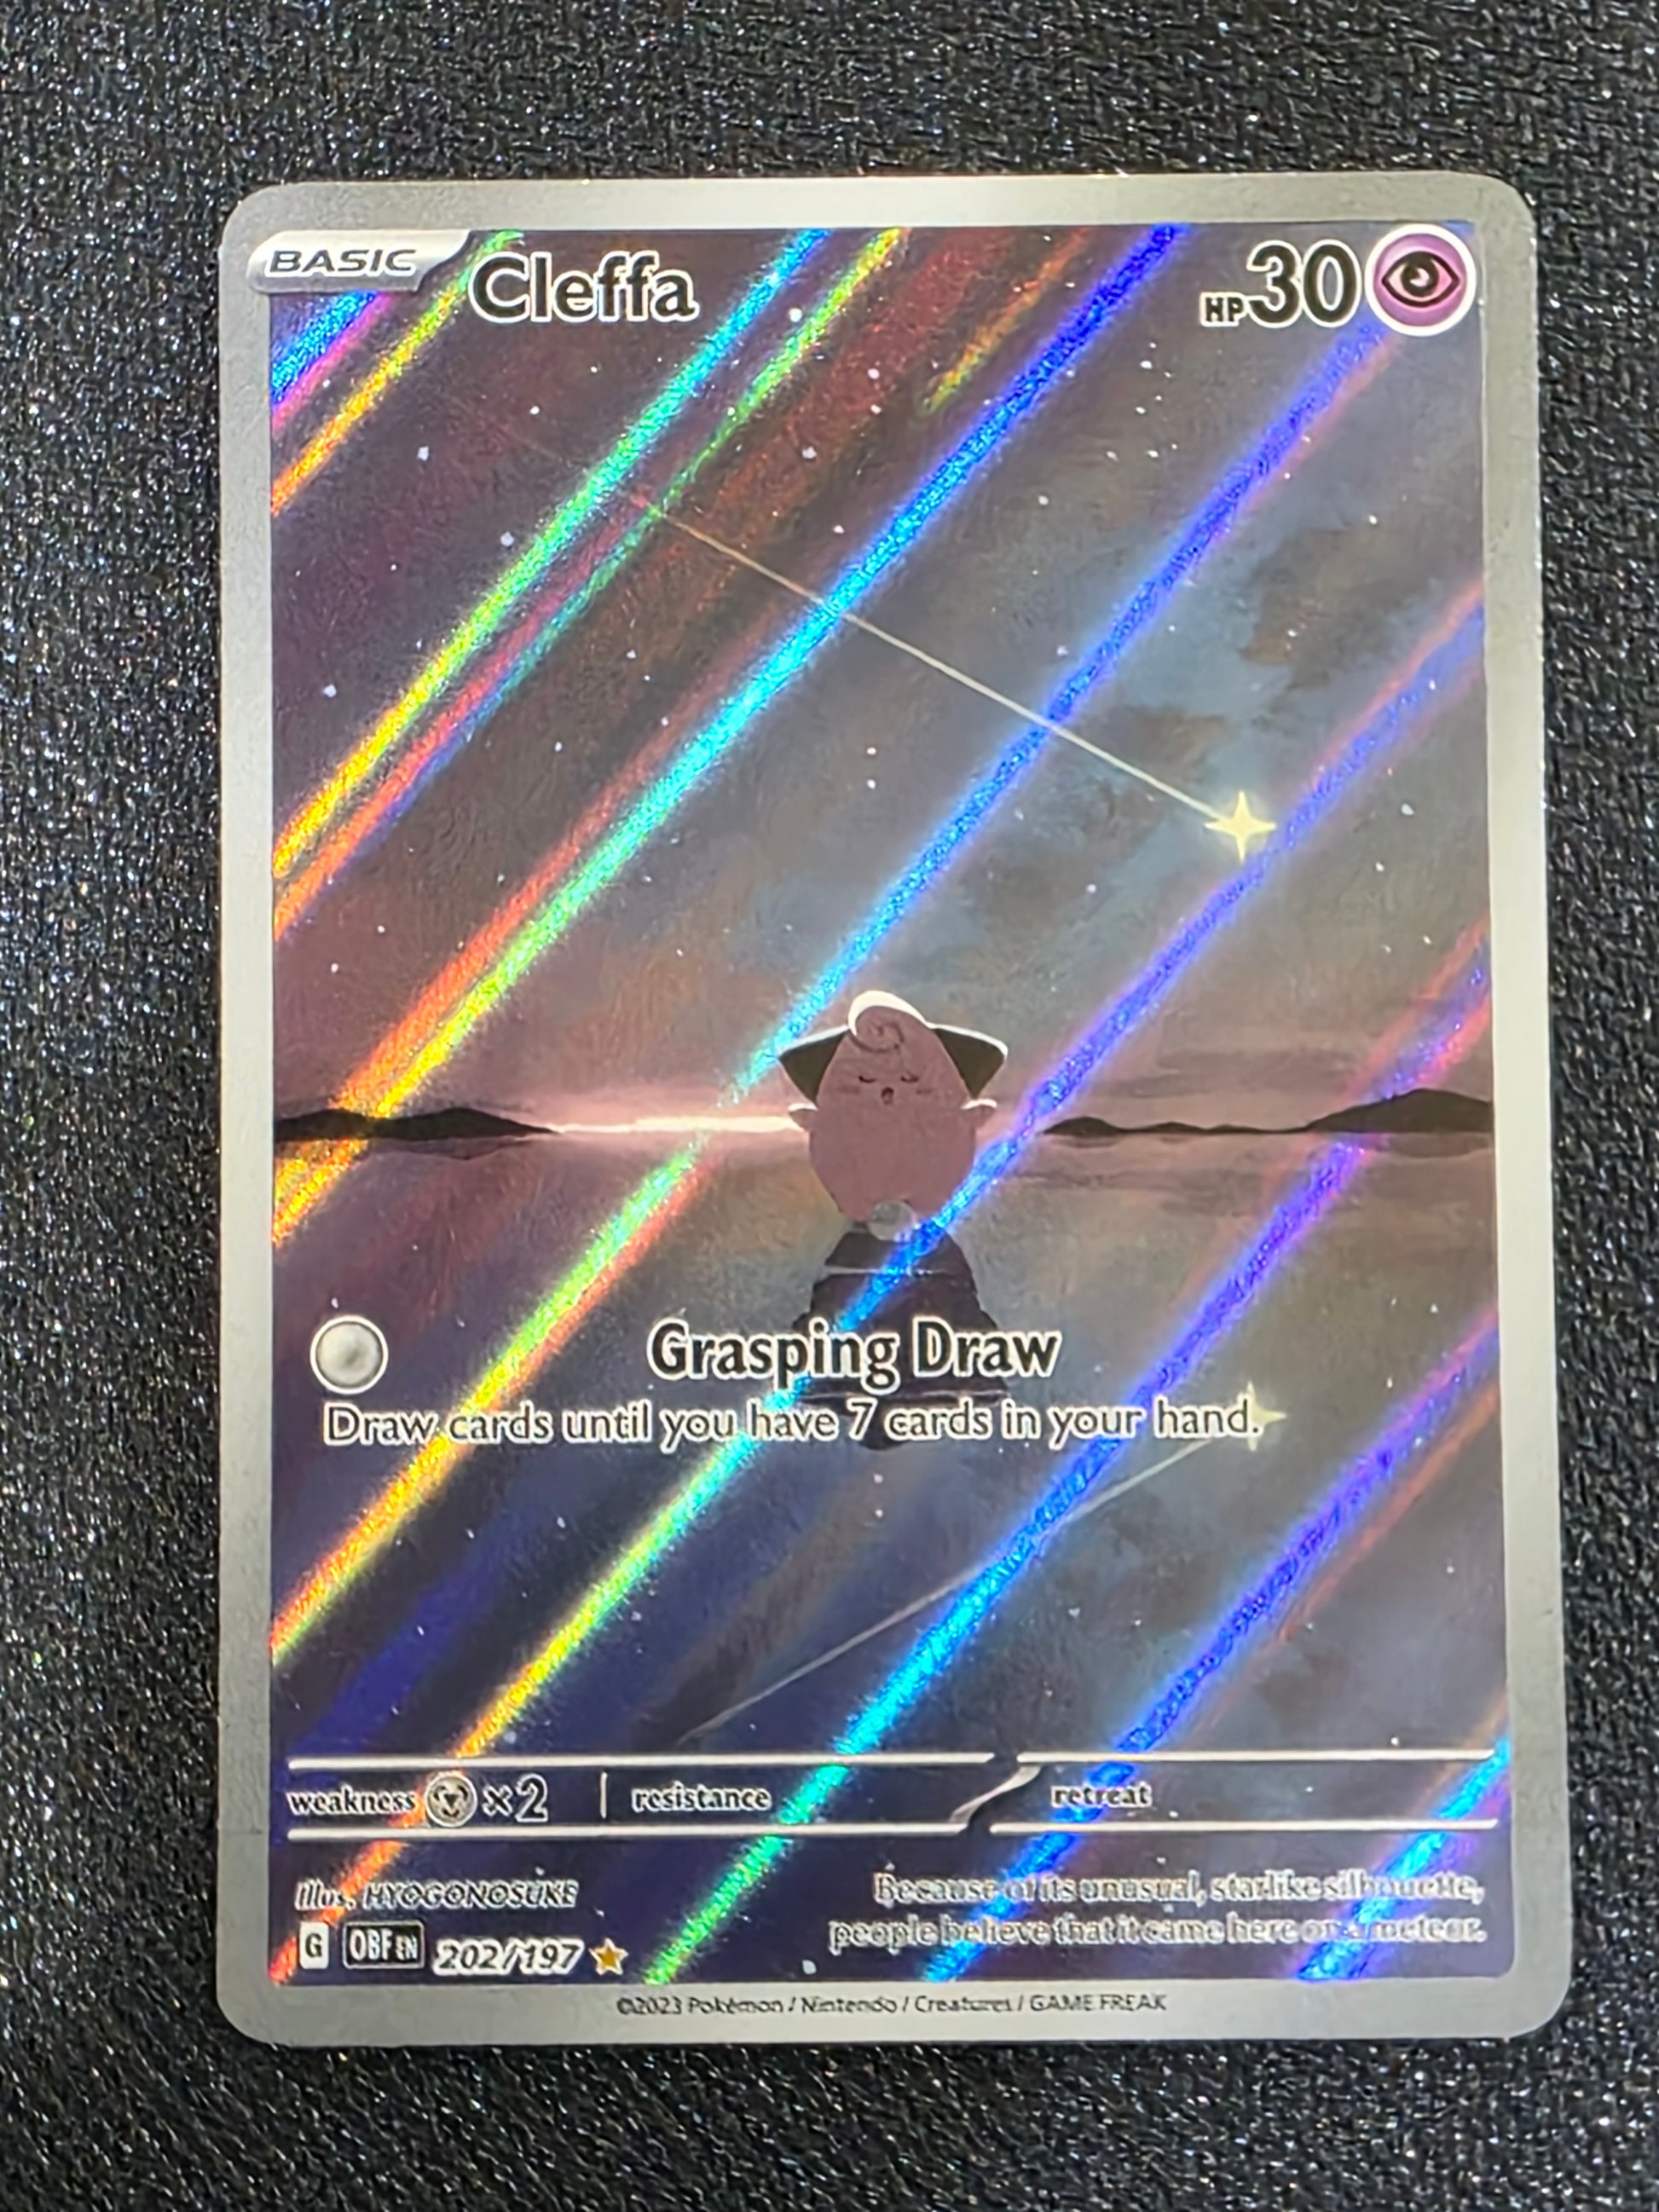 BASIC
Cleffa
HP 30
Grasping Draw
Draw cards until you have 7 cards in your hand.
weakness ×2 resistance retreat
Illus. HYOGONOSUKE
Because of its unusual, starlike silhouette,
people believe that it came here on a meteor.
G OBF EN 202/197
©2023 Pokémon / Nintendo / Creatures / GAME FREAK